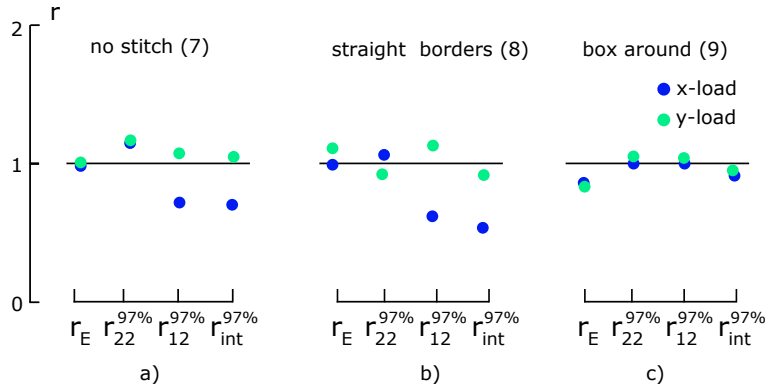 r
2
1
0
no stitch (7)
straight borders (8)
box around (9)
x-load
y-load
r_E r_22^97% r_12^97% r_int^97%
r_E r_22^97% r_12^97% r_int^97%
r_E r_22^97% r_12^97% r_int^97%
a)
b)
c)